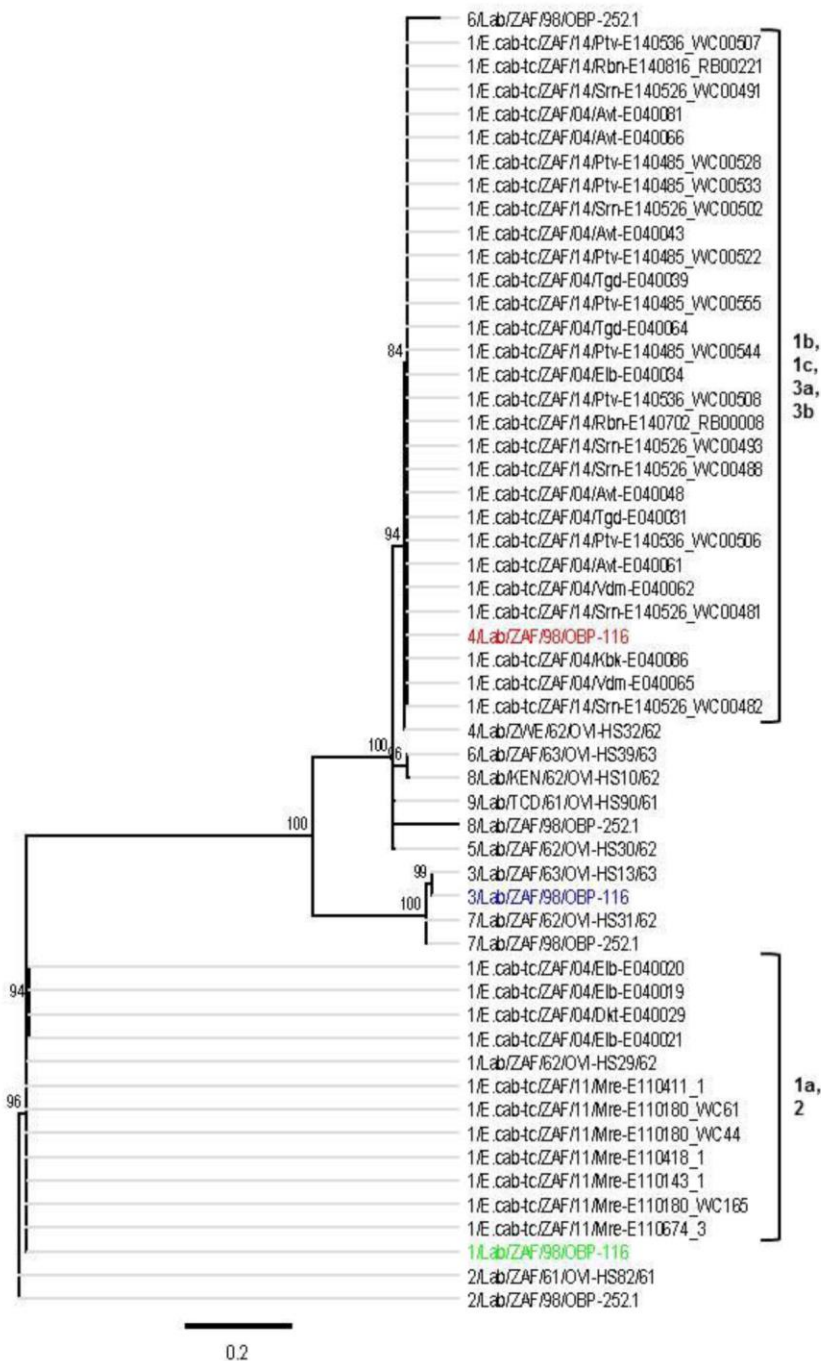 6/Lab/ZAF/98/OBP-252.1
1/E.cab-tc/ZAF/14/Ptv-E140536_WC00507
1/E.cab-tc/ZAF/14/Rbn-E140816_RB00221
1/E.cab-tc/ZAF/14/Srn-E140526_WC00491
1/E.cab-tc/ZAF/04/Avt-E040081
1/E.cab-tc/ZAF/04/Avt-E040066
1/E.cab-tc/ZAF/14/Ptv-E140485_WC00528
1/E.cab-tc/ZAF/14/Ptv-E140485_WC00533
1/E.cab-tc/ZAF/14/Srn-E140526_WC00502
1/E.cab-tc/ZAF/04/Avt-E040043
1/E.cab-tc/ZAF/14/Ptv-E140485_WC00522
1/E.cab-tc/ZAF/04/Tgd-E040039
1/E.cab-tc/ZAF/14/Ptv-E140485_WC00555
1/E.cab-tc/ZAF/04/Tgd-E040064
84
1/E.cab-tc/ZAF/14/Ptv-E140485_WC00544
1b,
1c,
3a,
3b
1/E.cab-tc/ZAF/04/Elb-E040034
1/E.cab-tc/ZAF/14/Ptv-E140536_WC00508
1/E.cab-tc/ZAF/14/Rbn-E140702_RB00008
1/E.cab-tc/ZAF/14/Srn-E140526_WC00493
1/E.cab-tc/ZAF/14/Srn-E140526_WC00488
1/E.cab-tc/ZAF/04/Avt-E040048
1/E.cab-tc/ZAF/04/Tgd-E040031
94
1/E.cab-tc/ZAF/14/Ptv-E140536_WC00506
1/E.cab-tc/ZAF/04/Avt-E040061
1/E.cab-tc/ZAF/04/Vdm-E040062
1/E.cab-tc/ZAF/14/Srn-E140526_WC00481
4/Lab/ZAF/98/OBP-116
1/E.cab-tc/ZAF/04/Kbk-E040086
1/E.cab-tc/ZAF/04/Vdm-E040065
1/E.cab-tc/ZAF/14/Srn-E140526_WC00482
4/Lab/ZWE/62/OVI-HS32/62
100
6/Lab/ZAF/63/OVI-HS39/63
8/Lab/KEN/62/OVI-HS10/62
9/Lab/TCD/61/OVI-HS90/61
100
8/Lab/ZAF/98/OBP-252.1
5/Lab/ZAF/62/OVI-HS30/62
99
3/Lab/ZAF/63/OVI-HS13/63
3/Lab/ZAF/98/OBP-116
100
7/Lab/ZAF/62/OVI-HS31/62
7/Lab/ZAF/98/OBP-252.1
1/E.cab-tc/ZAF/04/Elb-E040020
94
1/E.cab-tc/ZAF/04/Elb-E040019
1/E.cab-tc/ZAF/04/Dkt-E040029
1/E.cab-tc/ZAF/04/Elb-E040021
1/Lab/ZAF/62/OVI-HS29/62
1/E.cab-tc/ZAF/11/Mre-E110411_1
1a,
2
96
1/E.cab-tc/ZAF/11/Mre-E110180_WC61
1/E.cab-tc/ZAF/11/Mre-E110180_WC44
1/E.cab-tc/ZAF/11/Mre-E110418_1
1/E.cab-tc/ZAF/11/Mre-E110143_1
1/E.cab-tc/ZAF/11/Mre-E110180_WC165
1/E.cab-tc/ZAF/11/Mre-E110674_3
1/Lab/ZAF/98/OBP-116
2/Lab/ZAF/61/OVI-HS82/61
2/Lab/ZAF/98/OBP-252.1
0.2